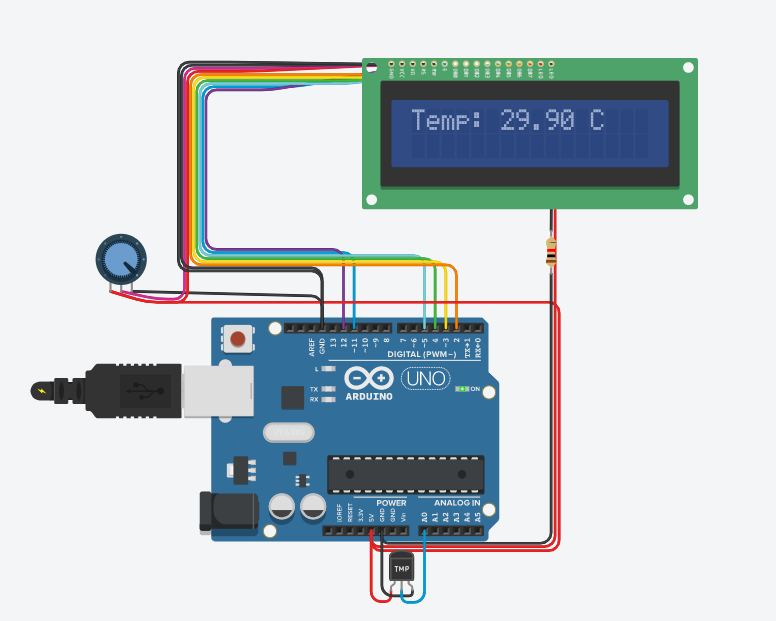 Temp: 29.90 C
AREF
GND
13
12
~11
~10
~9
8
7
~6
~5
4
~3
2
TX→1
RX←0
DIGITAL (PWM~)
L
TX
RX
UNO
ARDUINO
ON
POWER
ANALOG IN
IOREF
RESET
3.3V
5V
GND
GND
Vin
A0
A1
A2
A3
A4
A5
TMP